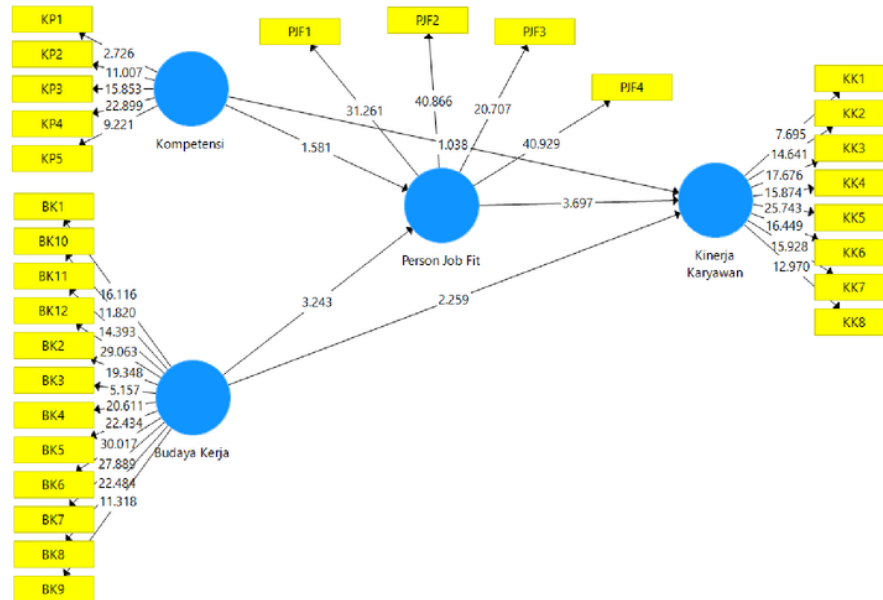 KP1
KP2
KP3
KP4
KP5
2.726
11.007
15.853
22.899
9.221
Kompetensi
PJF1
PJF2
PJF3
PJF4
31.261
40.866
20.707
40.929
1.581
1.038
Person Job Fit
3.697
3.243
2.259
KK1
KK2
KK3
KK4
KK5
KK6
KK7
KK8
7.695
14.641
17.676
15.874
25.743
16.449
15.928
12.970
Kinerja
Karyawan
BK1
BK10
BK11
BK12
BK2
BK3
BK4
BK5
BK6
BK7
BK8
BK9
16.116
11.820
14.393
29.063
19.348
5.157
20.611
22.434
30.017
27.889
22.484
11.318
Budaya Kerja